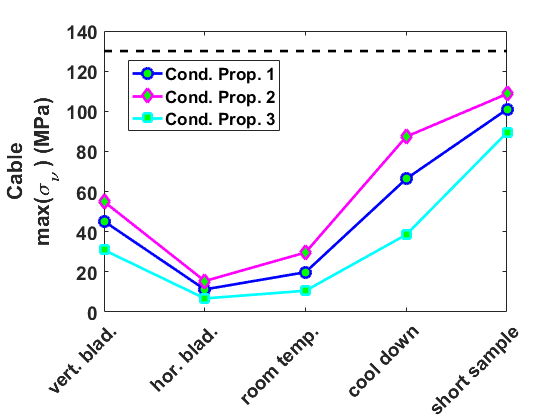 140
120
100
80
60
40
20
0
Cable
max(σν) (MPa)
Cond. Prop. 1
Cond. Prop. 2
Cond. Prop. 3
vert. blad.
hor. blad.
room temp.
cool down
short sample